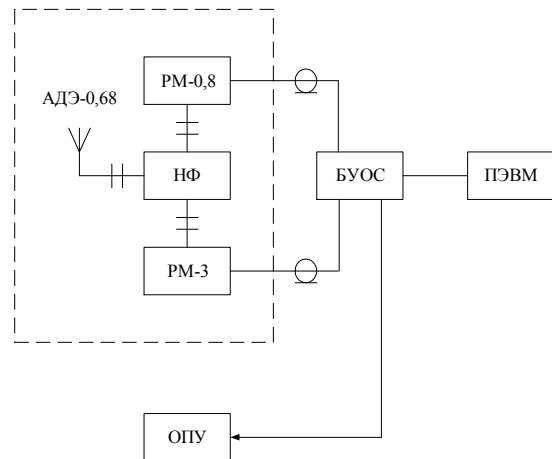 РМ-0,8
АДЭ-0,68
НФ
БУОС
ПЭВМ
РМ-3
ОПУ